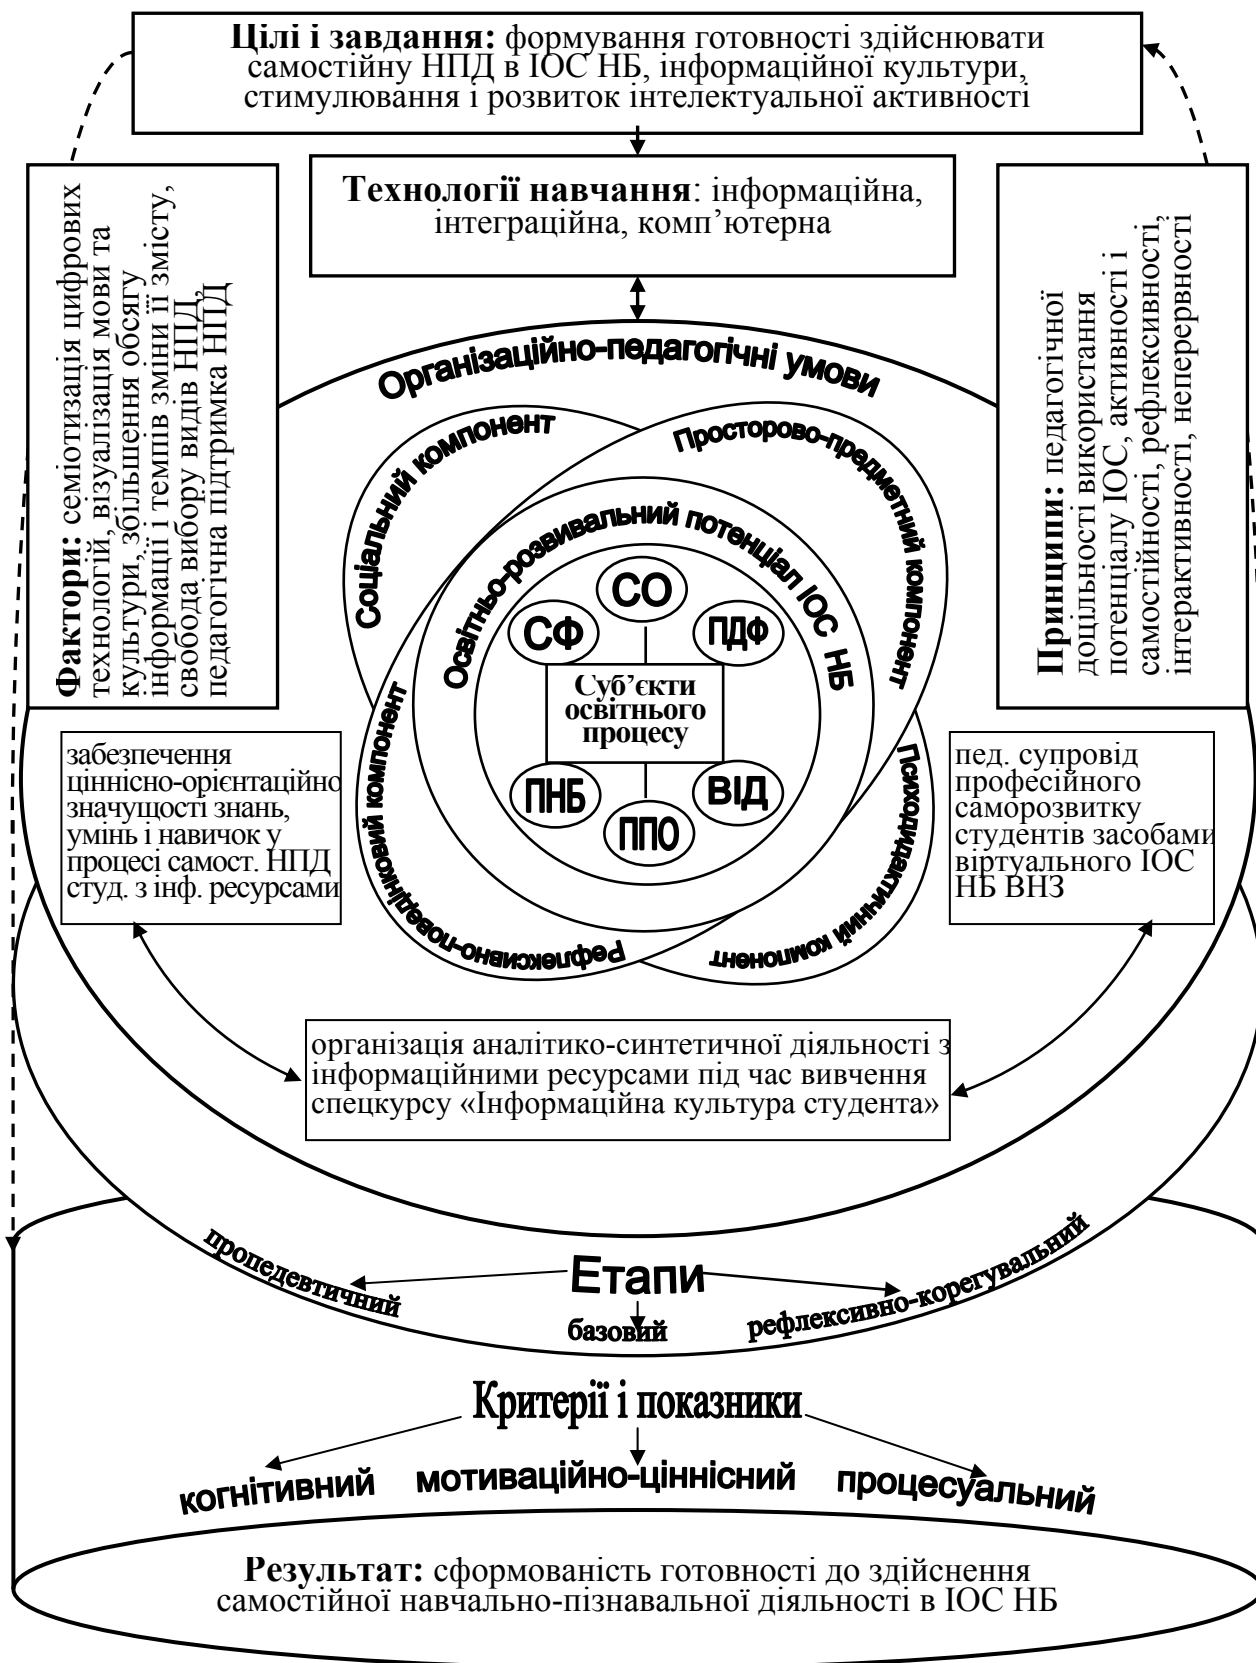 Цілі і завдання: формування готовності здійснювати
самостійну НПД в ІОС НБ, інформаційної культури,
стимулювання і розвиток інтелектуальної активності
Технології навчання: інформаційна,
інтеграційна, комп’ютерна
Фактори: семіотизація цифрових
технологій, візуалізація мови та
культури, збільшення обсягу
інформації і темпів зміни її змісту,
свобода вибору видів НПД,
педагогічна підтримка НПД
Принципи: педагогічної
доцільності використання
потенціалу ІОС, активності і
самостійності, рефлексивності,
інтерактивності, неперервності
Організаційно-педагогічні умови
Соціальний компонент
Просторово-предметний компонент
Освітньо-розвивальний потенціал ІОС НБ
СО
СФ
ПДФ
Суб’єкти
освітнього
процесу
ПНБ
ВІД
ППО
Рефлексивно-поведінковий компонент
Психодидактичний компонент
забезпечення
ціннісно-орієнтаційно
значущості знань,
умінь і навичок у
процесі самост. НПД
студ. з інф. ресурсами
пед. супровід
професійного
саморозвитку
студентів засобами
віртуального ІОС
НБ ВНЗ
організація аналітико-синтетичної діяльності з
інформаційними ресурсами під час вивчення
спецкурсу «Інформаційна культура студента»
Етапи
пропедевтичний
базовий
рефлексивно-корегувальний
Критерії і показники
когнітивний мотиваційно-ціннісний процесуальний
Результат: сформованість готовності до здійснення
самостійної навчально-пізнавальної діяльності в ІОС НБ